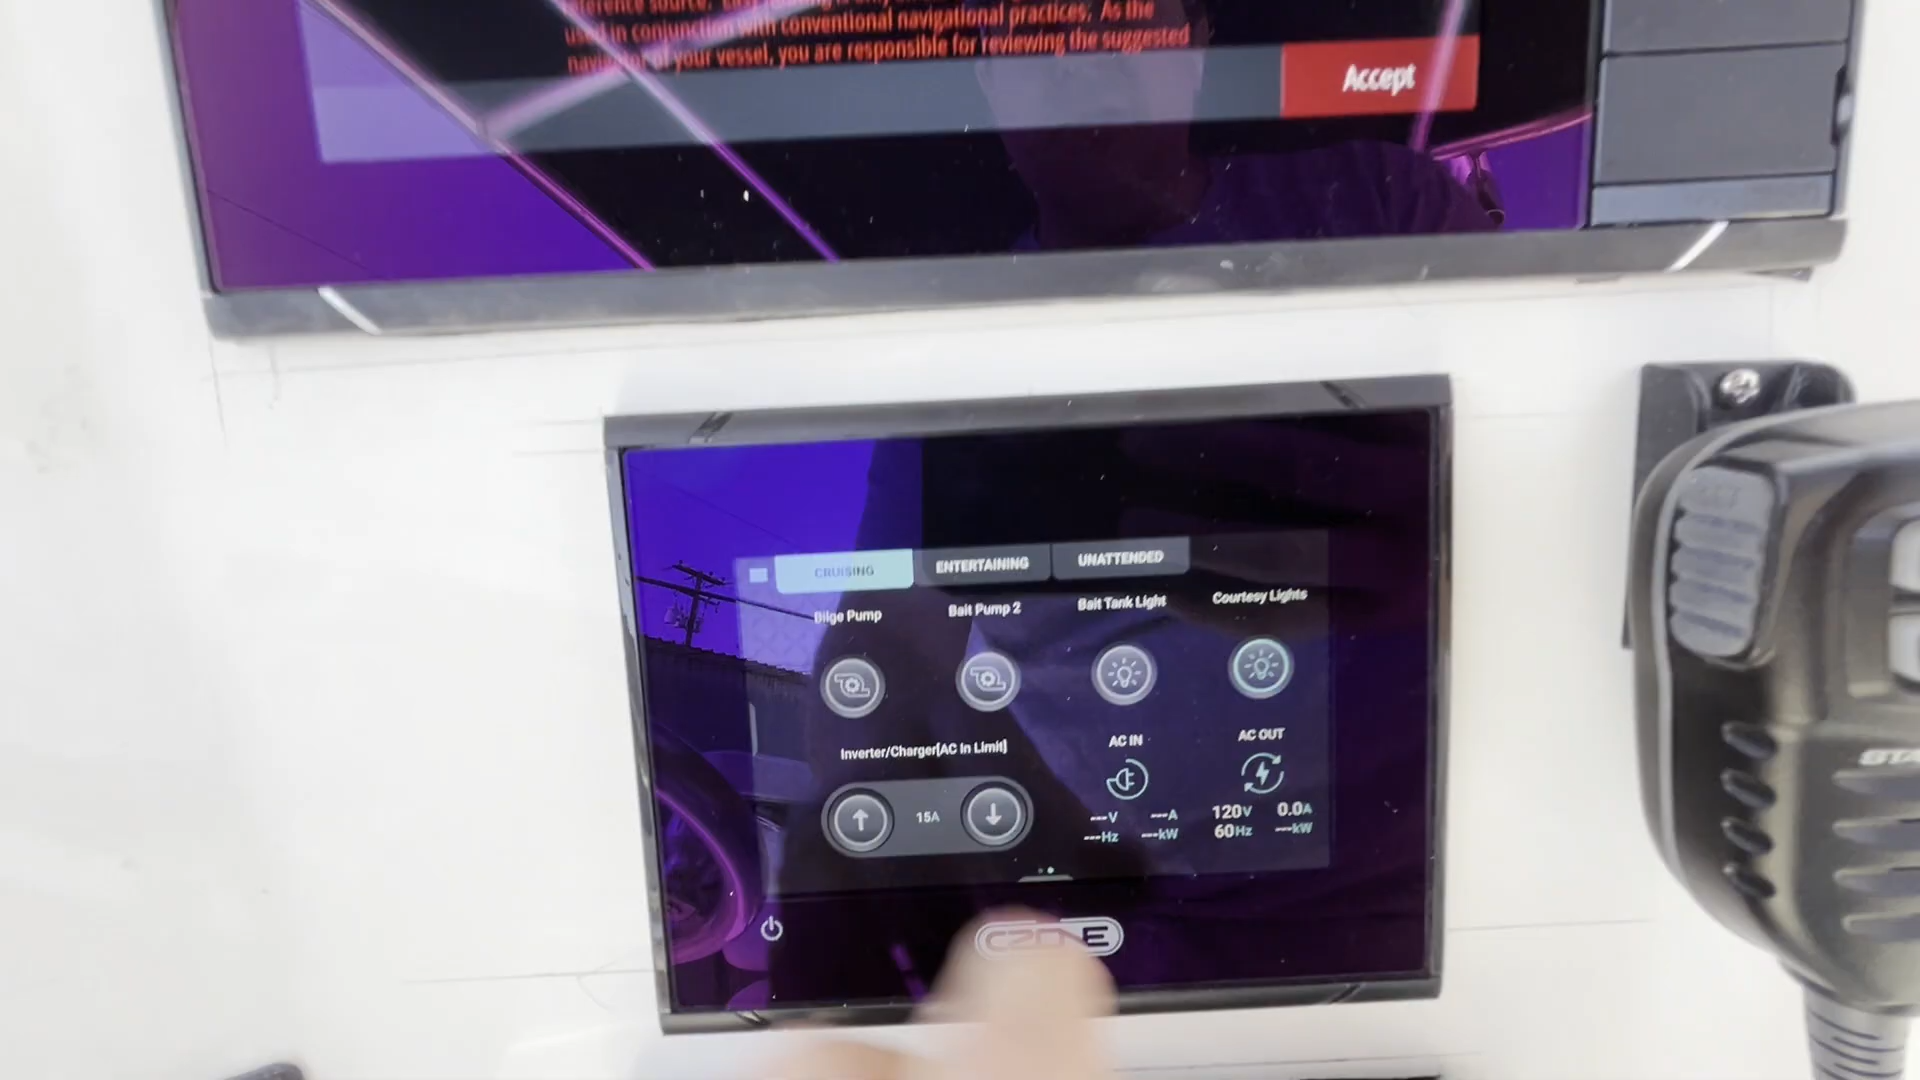 used in conjunction with conventional navigational practices. As the
navigator of your vessel, you are responsible for reviewing the suggested
Accept
CRUISING
ENTERTAINING
UNATTENDED
Bilge Pump
Bait Pump 2
Bait Tank Light
Courtesy Lights
Inverter/Charger[AC In Limit]
AC IN
AC OUT
15A
---V ---A
---Hz ---kW
120V 0.0A
60Hz ---kW
CZONE